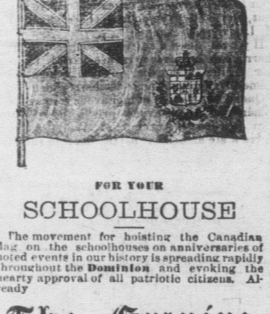 FOR YOUR
SCHOOLHOUSE
The movement for hoisting the Canadian
flag on the schoolhouses on anniversaries of
noted events in our history is spreading rapidly
throughout the Dominion and evoking the
hearty approval of all patriotic citizens. Al-
ready
The Evening